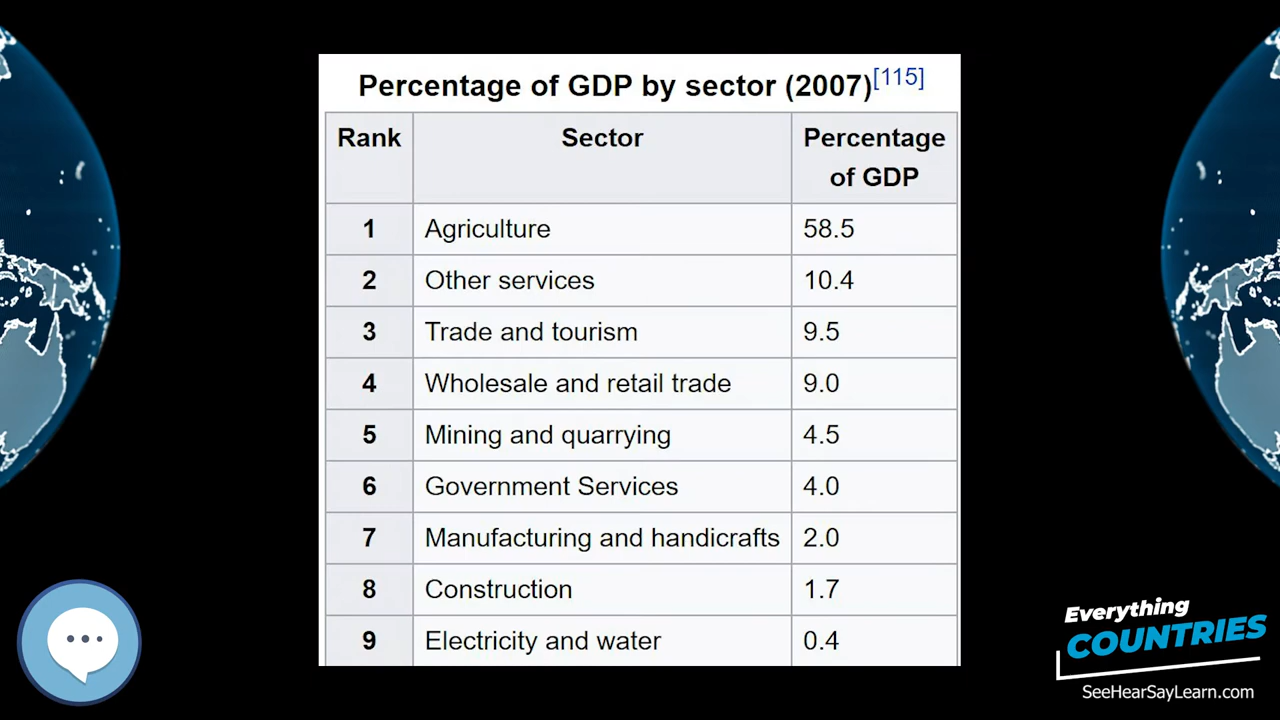 Percentage of GDP by sector (2007)[115]
Rank Sector Percentage of GDP
1 Agriculture 58.5
2 Other services 10.4
3 Trade and tourism 9.5
4 Wholesale and retail trade 9.0
5 Mining and quarrying 4.5
6 Government Services 4.0
7 Manufacturing and handicrafts 2.0
8 Construction 1.7
9 Electricity and water 0.4
Everything
COUNTRIES
SeeHearSayLearn.com